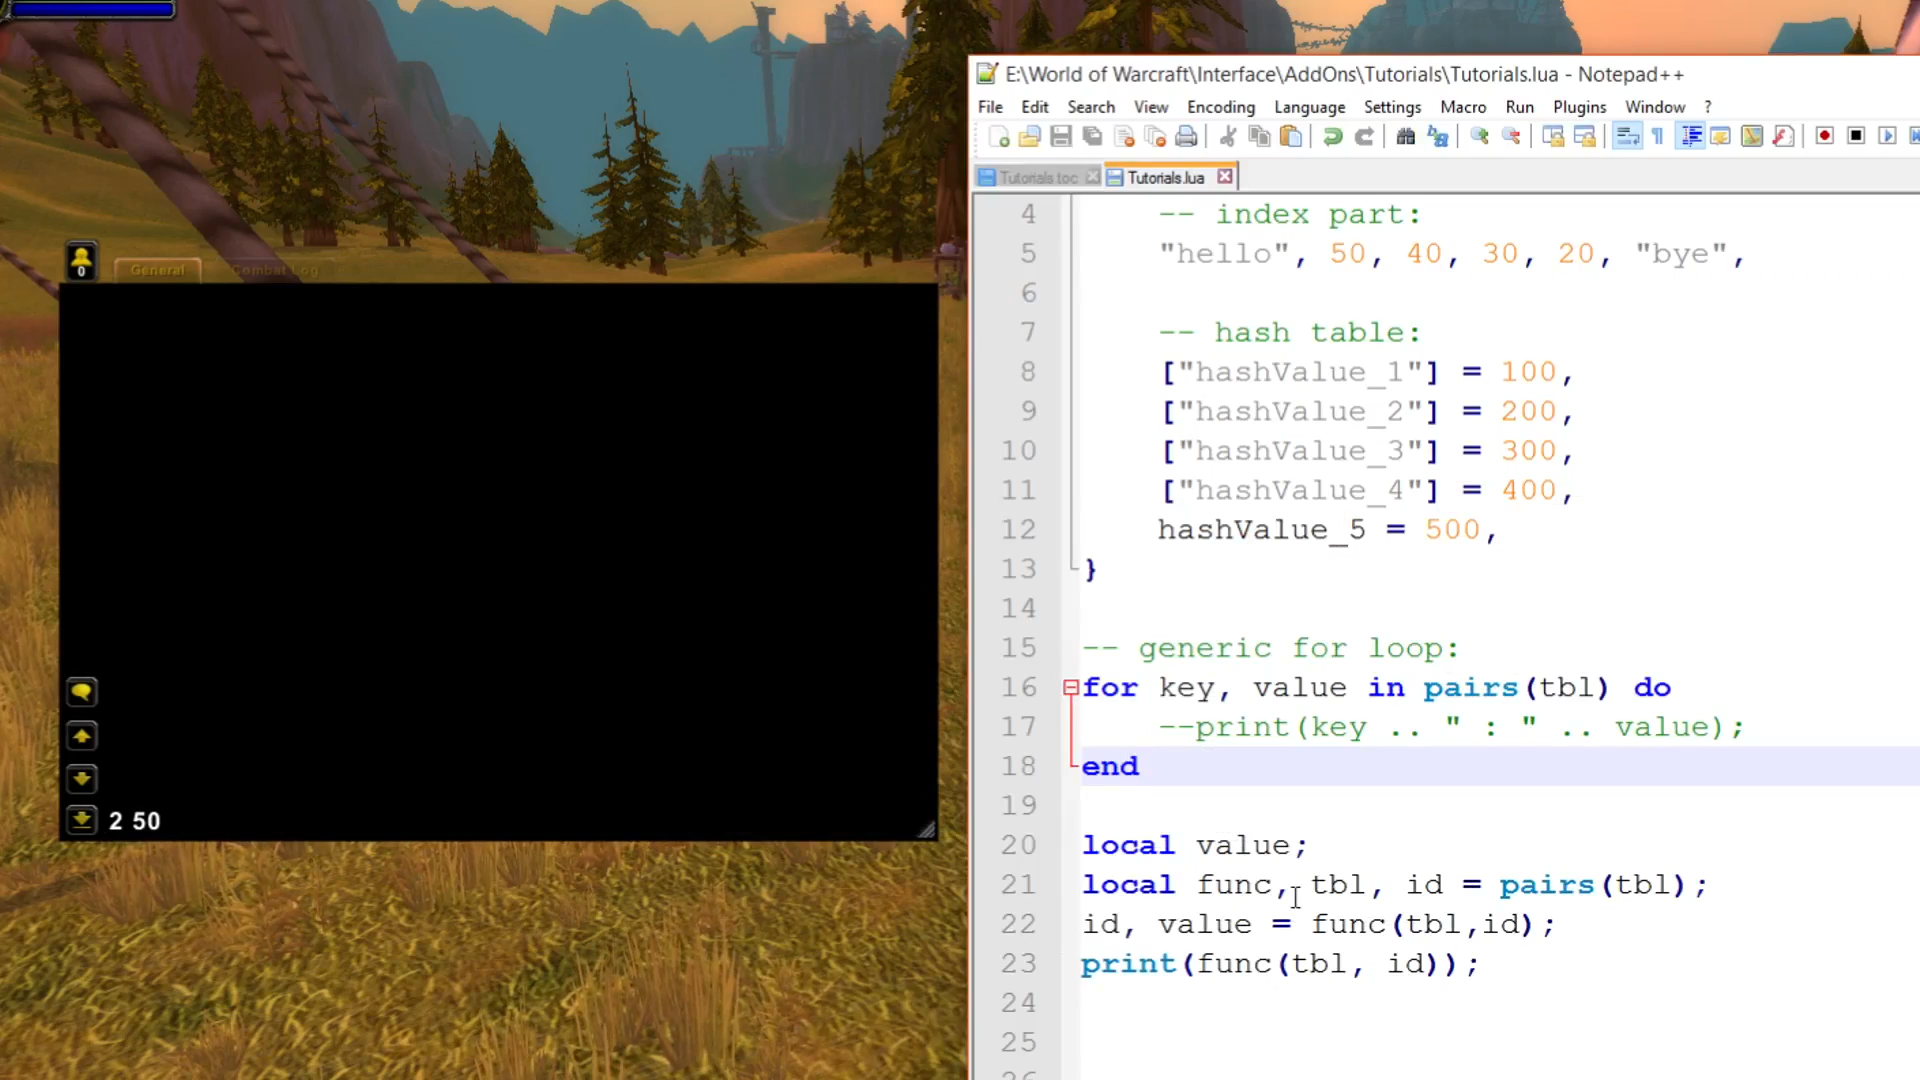 E:\World of Warcraft\Interface\AddOns\Tutorials\Tutorials.lua - Notepad++
File Edit Search View Encoding Language Settings Macro Run Plugins Window ?
Tutorials.toc Tutorials.lua
4 -- index part:
5 "hello", 50, 40, 30, 20, "bye",
6
7 -- hash table:
8 ["hashValue_1"] = 100,
9 ["hashValue_2"] = 200,
10 ["hashValue_3"] = 300,
11 ["hashValue_4"] = 400,
12 hashValue_5 = 500,
13 }
14
15 -- generic for loop:
16 for key, value in pairs(tbl) do
17 --print(key .. " : " .. value);
18 end
19
20 local value;
21 local func, tbl, id = pairs(tbl);
22 id, value = func(tbl,id);
23 print(func(tbl, id));
24
25
26
0
General Combat Log
2 50